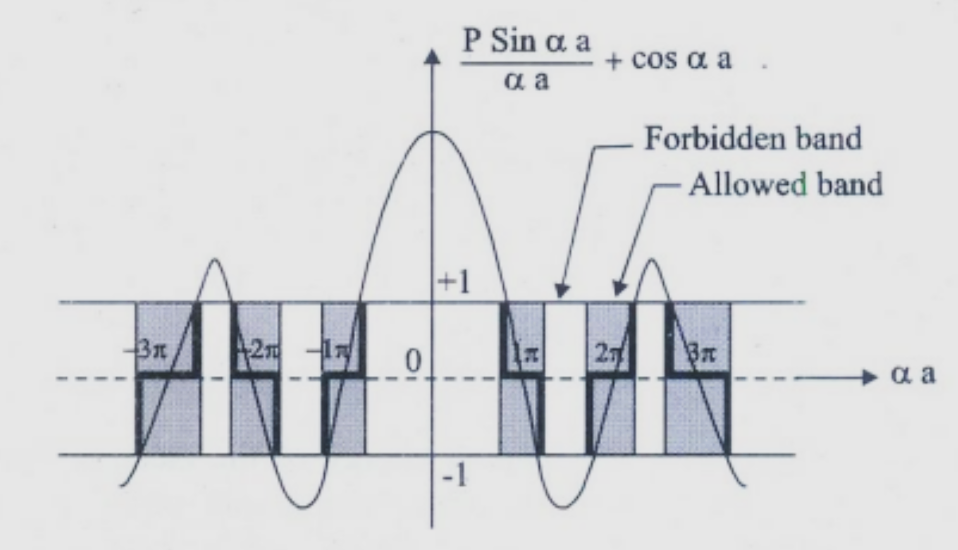 P Sin α a
α a
+ cos α a
Forbidden band
Allowed band
+1
–3π
–2π
–1π
0
1π
2π
3π
α a
-1